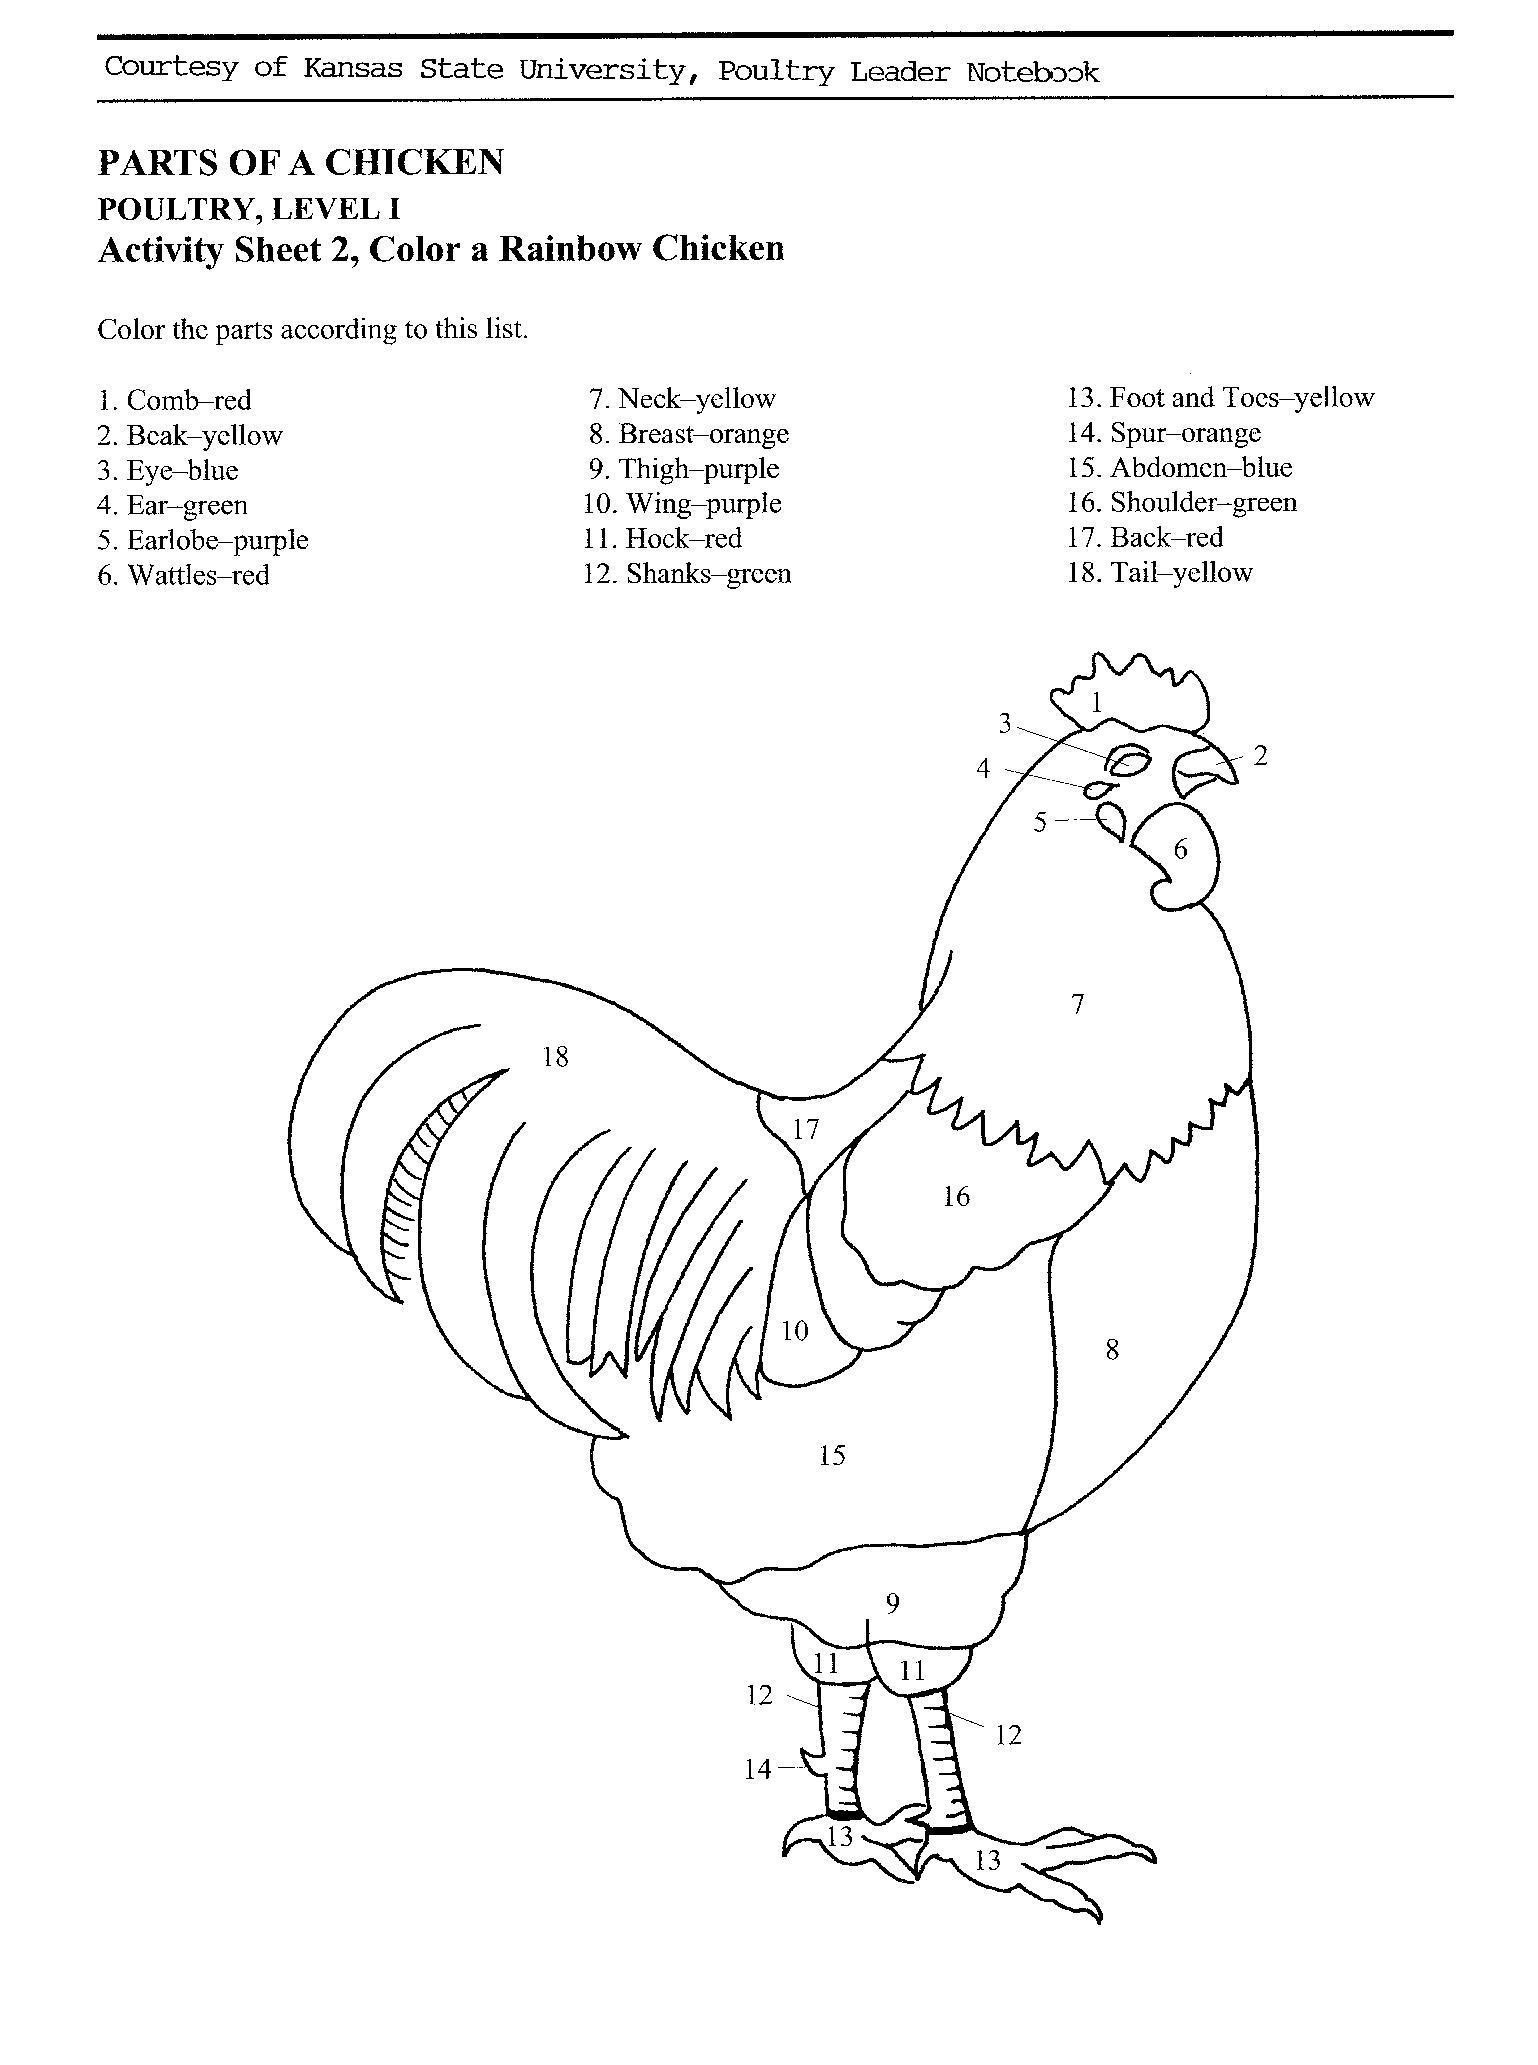 Courtesy of Kansas State University, Poultry Leader Notebook
PARTS OF A CHICKEN
POULTRY, LEVEL I
Activity Sheet 2, Color a Rainbow Chicken
Color the parts according to this list.
1. Comb–red
2. Beak–yellow
3. Eye–blue
4. Ear–green
5. Earlobe–purple
6. Wattles–red
7. Neck–yellow
8. Breast–orange
9. Thigh–purple
10. Wing–purple
11. Hock–red
12. Shanks–green
13. Foot and Toes–yellow
14. Spur–orange
15. Abdomen–blue
16. Shoulder–green
17. Back–red
18. Tail–yellow
1
3
2
4
5
6
7
18
17
16
10
8
15
9
11
11
12
12
14
13
13